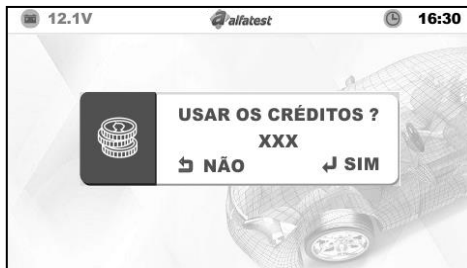 12.1V alfatest 16:30
USAR OS CRÉDITOS ?
XXX
NÃO SIM